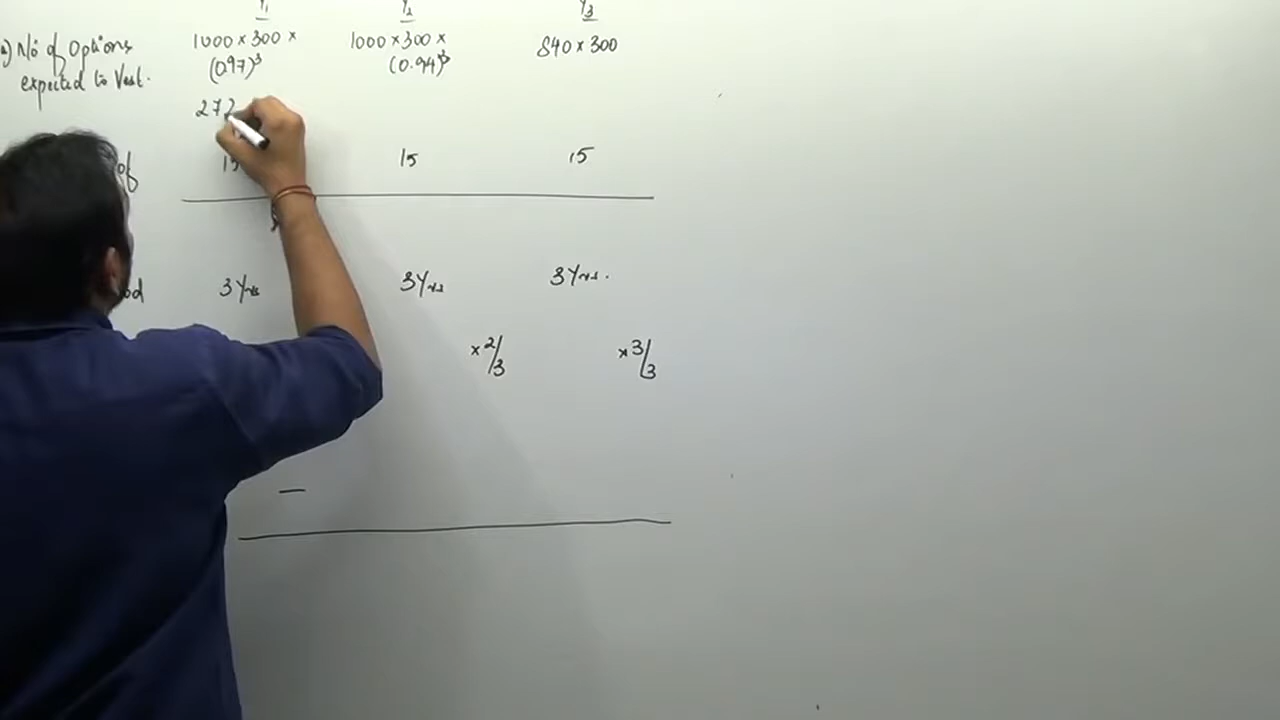 Y1 Y2 Y3
a) No of Options 1000 × 300 × 1000 × 300 × 840 × 300
expected to Vest. (0.97)³ (0.94)³
272
of 15 15 15
3 Yrs 3 Yrs 3 Yrs.
× 2/3 × 3/3
—